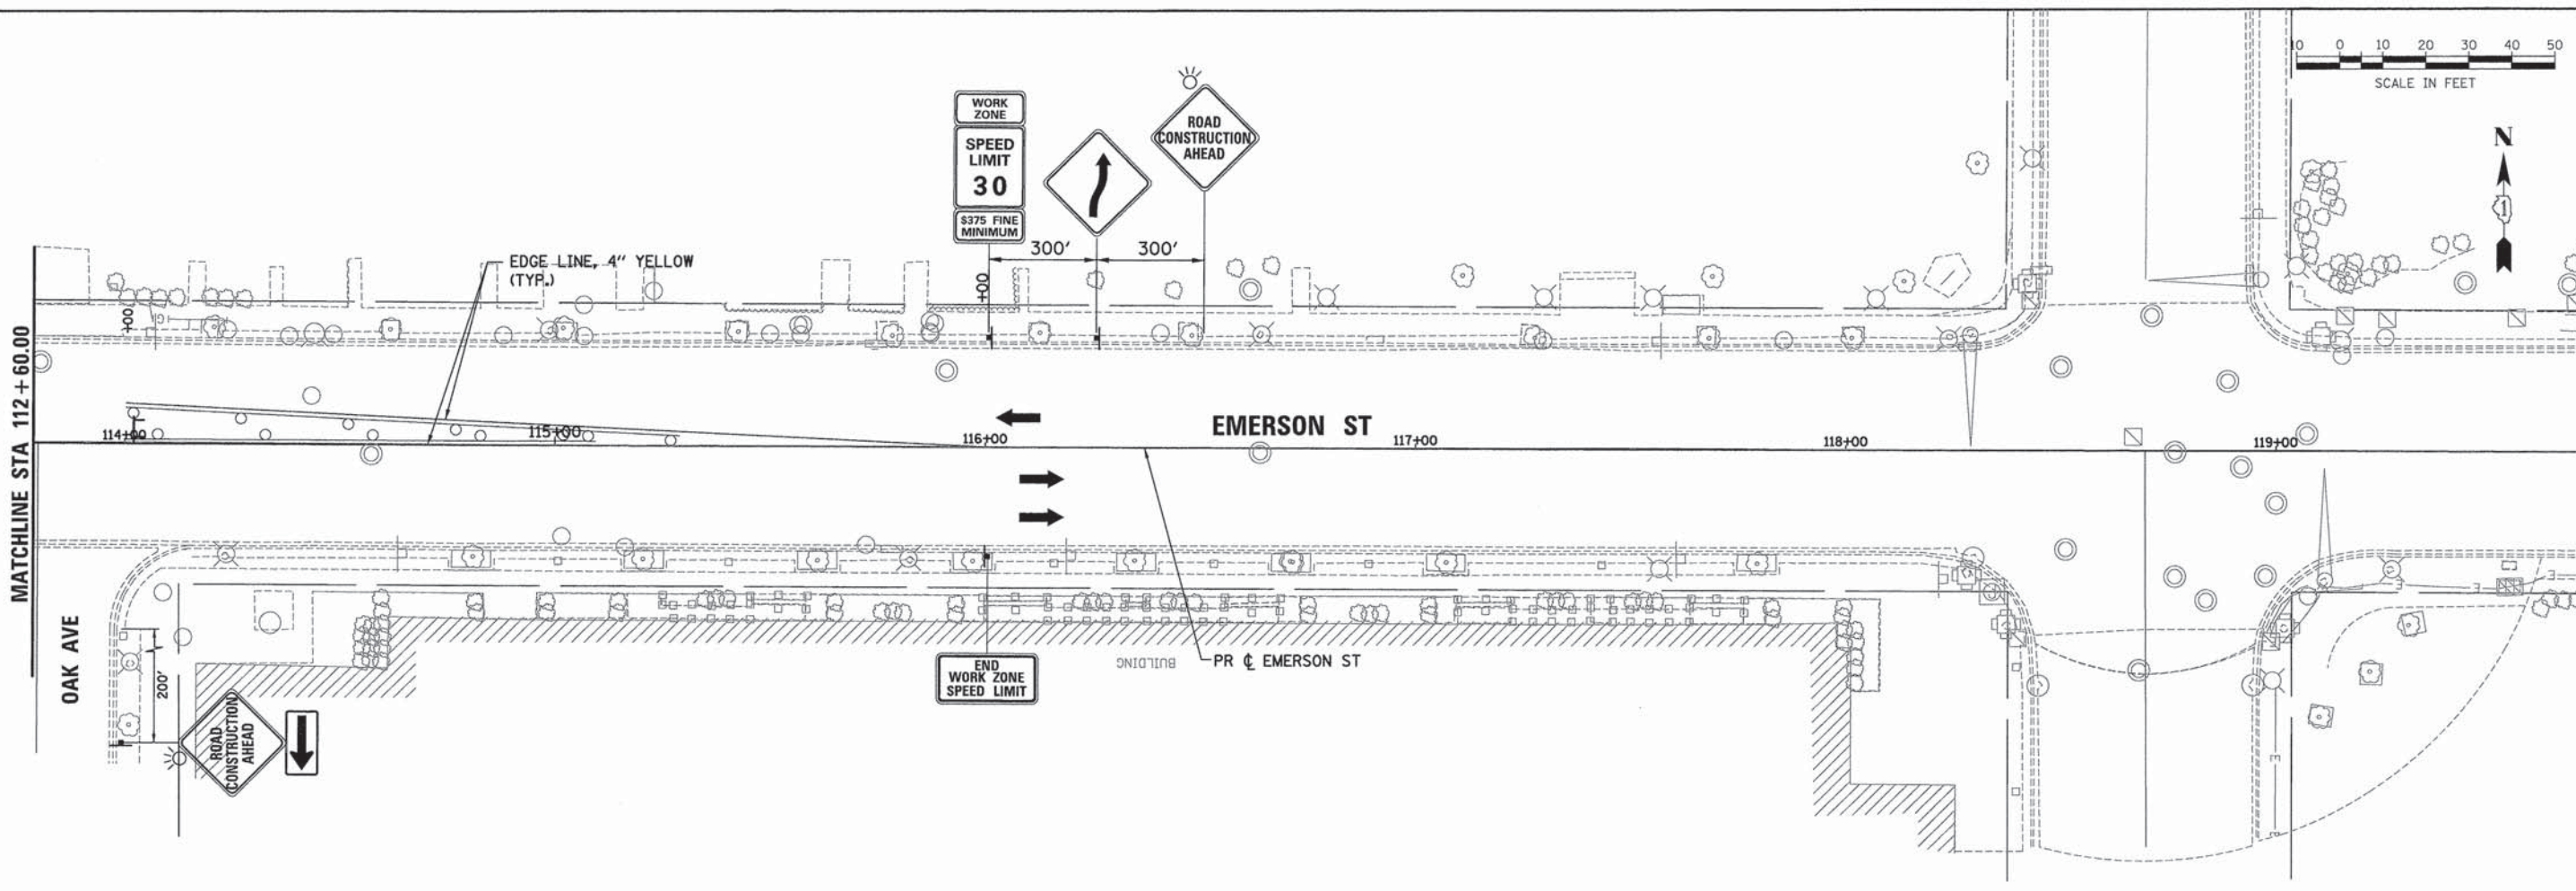 10 0 10 20 30 40 50
SCALE IN FEET
N
WORK
ZONE
SPEED
LIMIT
30
$375 FINE
MINIMUM
ROAD
CONSTRUCTION
AHEAD
300'
300'
EDGE LINE, 4" YELLOW
(TYP.)
+00
+00
MATCHLINE STA 112+60.00
EMERSON ST
114+00
115+00
116+00
117+00
118+00
119+00
OAK AVE
200'
ROAD
CONSTRUCTION
AHEAD
END
WORK ZONE
SPEED LIMIT
BUILDING
PR ℄ EMERSON ST
E
E
E
E
E